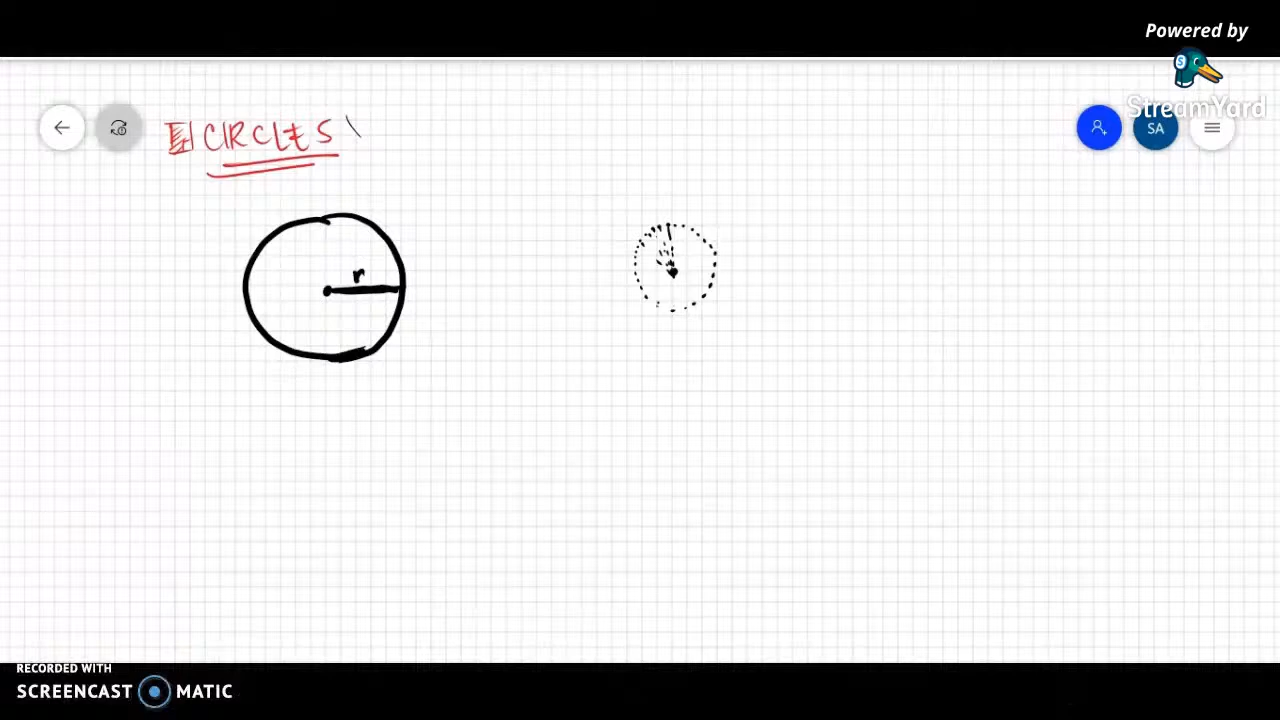 Powered by
StreamYard
CIRCLES
SA
r
RECORDED WITH
SCREENCAST MATIC